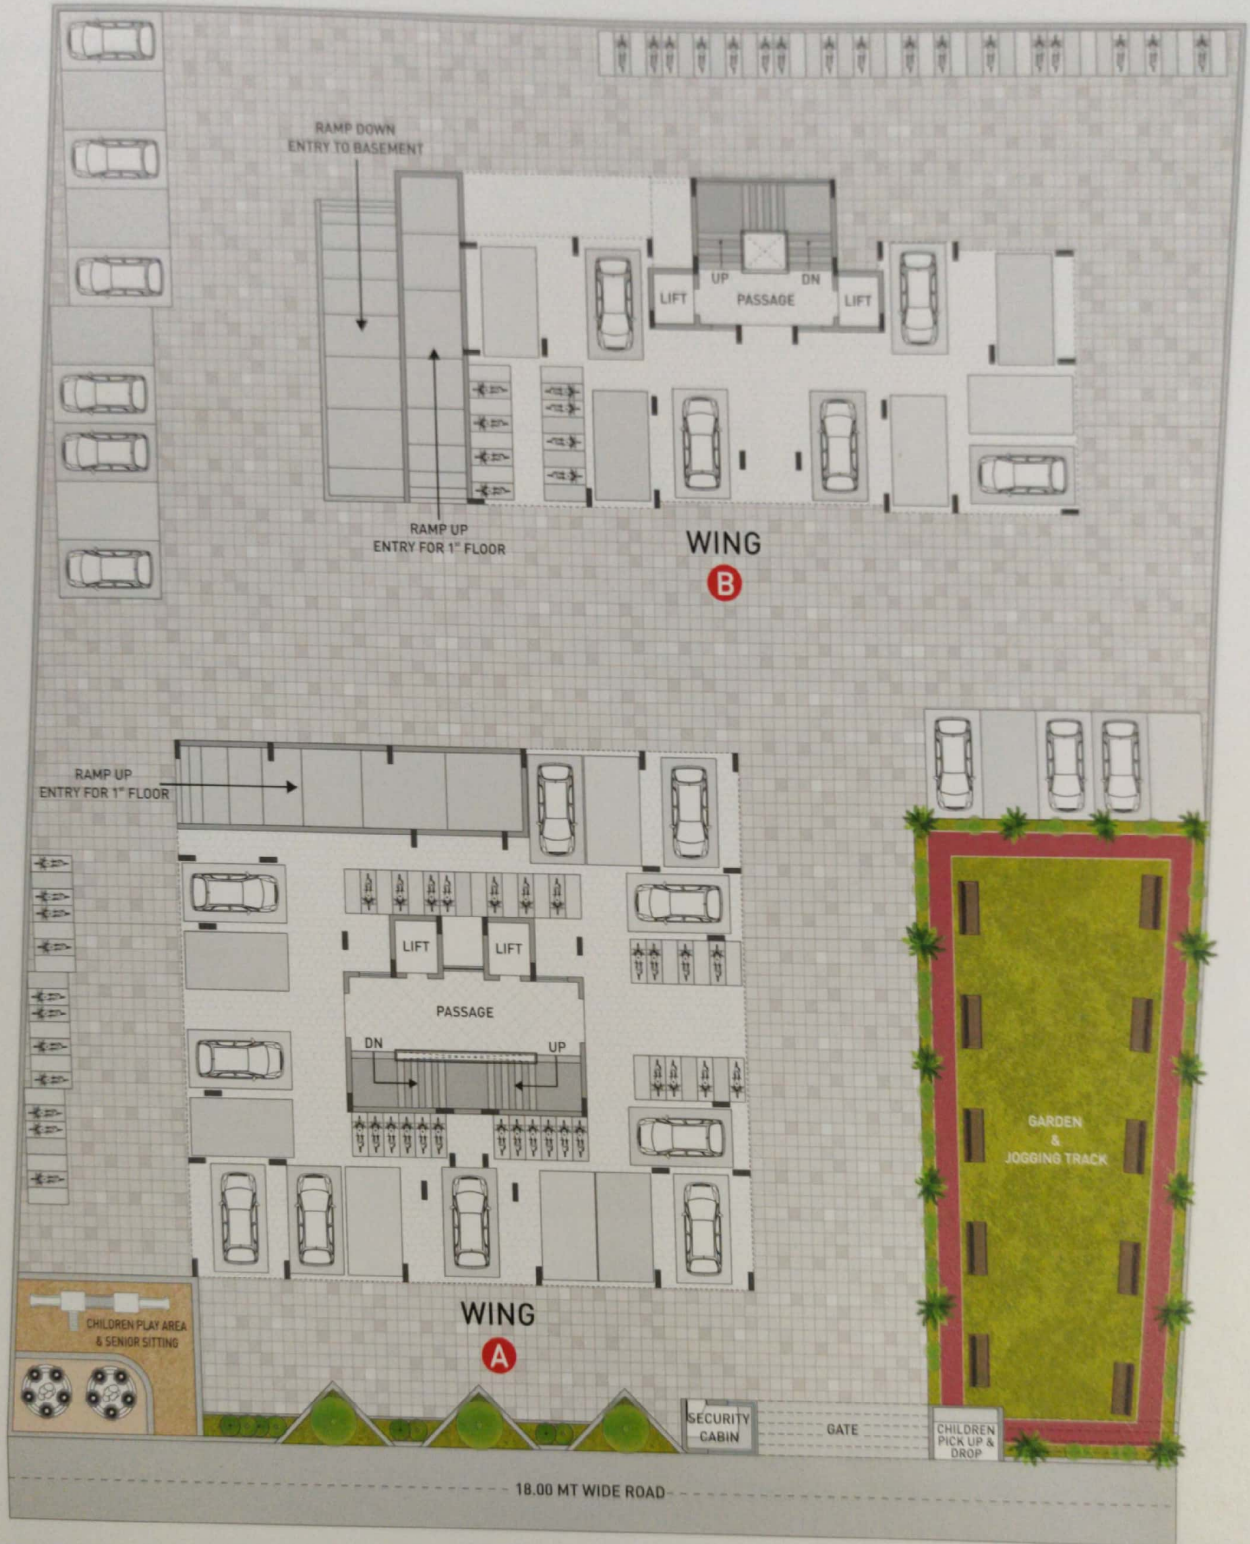 RAMP DOWN
ENTRY TO BASEMENT
UP
DN
LIFT
PASSAGE
LIFT
RAMP UP
ENTRY FOR 1ST FLOOR
WING
B
RAMP UP
ENTRY FOR 1ST FLOOR
LIFT
LIFT
PASSAGE
DN
UP
GARDEN
&
JOGGING TRACK
WING
A
CHILDREN PLAY AREA
& SENIOR SITTING
SECURITY
CABIN
GATE
CHILDREN
PICK UP &
DROP
18.00 MT WIDE ROAD